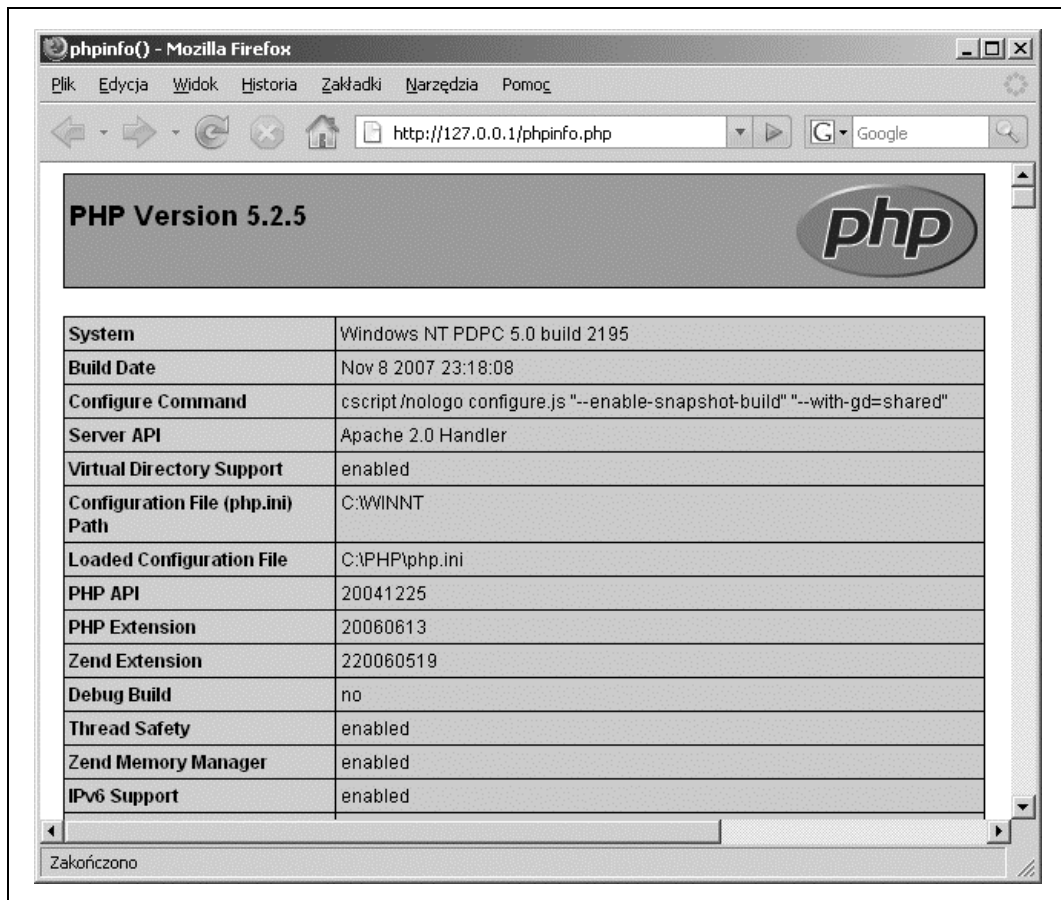 phpinfo() - Mozilla Firefox
Plik Edycja Widok Historia Zakładki Narzędzia Pomoc
http://127.0.0.1/phpinfo.php G Google
PHP Version 5.2.5
php
System Windows NT PDPC 5.0 build 2195
Build Date Nov 8 2007 23:18:08
Configure Command cscript /nologo configure.js "--enable-snapshot-build" "--with-gd=shared"
Server API Apache 2.0 Handler
Virtual Directory Support enabled
Configuration File (php.ini) C:\WINNT
Path
Loaded Configuration File C:\PHP\php.ini
PHP API 20041225
PHP Extension 20060613
Zend Extension 220060519
Debug Build no
Thread Safety enabled
Zend Memory Manager enabled
IPv6 Support enabled
Zakończono